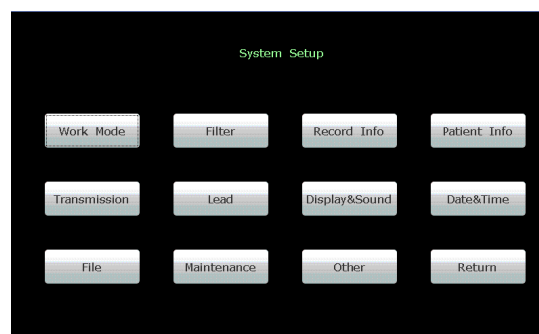 System Setup
Work Mode Filter Record Info Patient Info
Transmission Lead Display&Sound Date&Time
File Maintenance Other Return